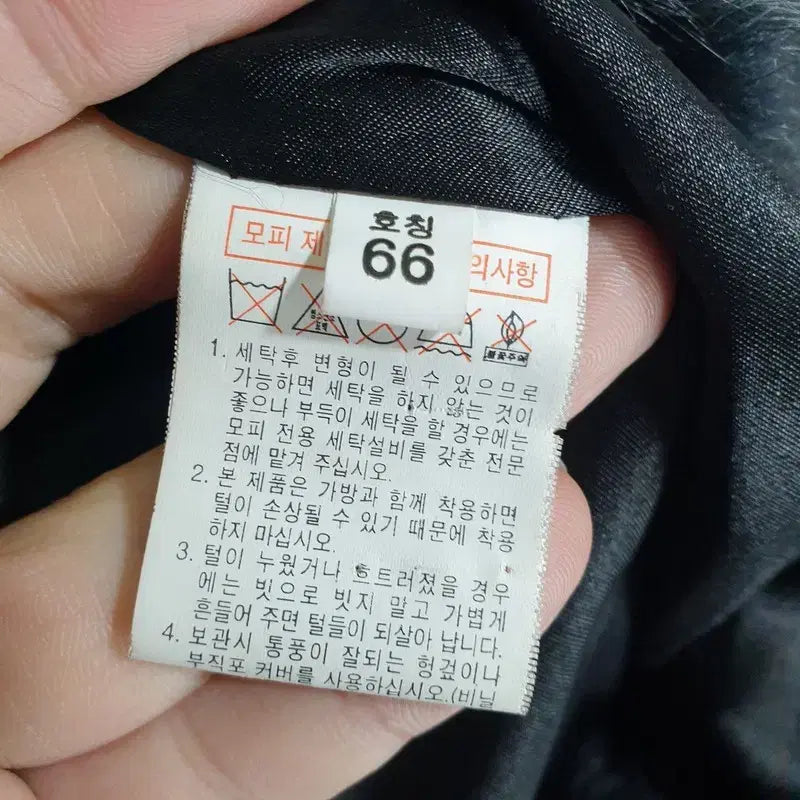 호칭
66
모피 제 의사항
불꽃주의
1. 세탁후 변형이 될 수 있으므로
가능하면 세탁을 하지 않는 것이
좋으나 부득이 세탁을 할 경우에는
모피 전용 세탁설비를 갖춘 전문
점에 맡겨 주십시오.
2. 본 제품은 가방과 함께 착용하면
털이 손상될 수 있기 때문에 착용
하지 마십시오.
3. 털이 누웠거나 흐트러졌을 경우
에는 빗으로 빗지 말고 가볍게
흔들어 주면 털들이 되살아 납니다.
4. 보관시 통풍이 잘되는 헝겊이나
부직포 커버를 사용하십시오.(비닐